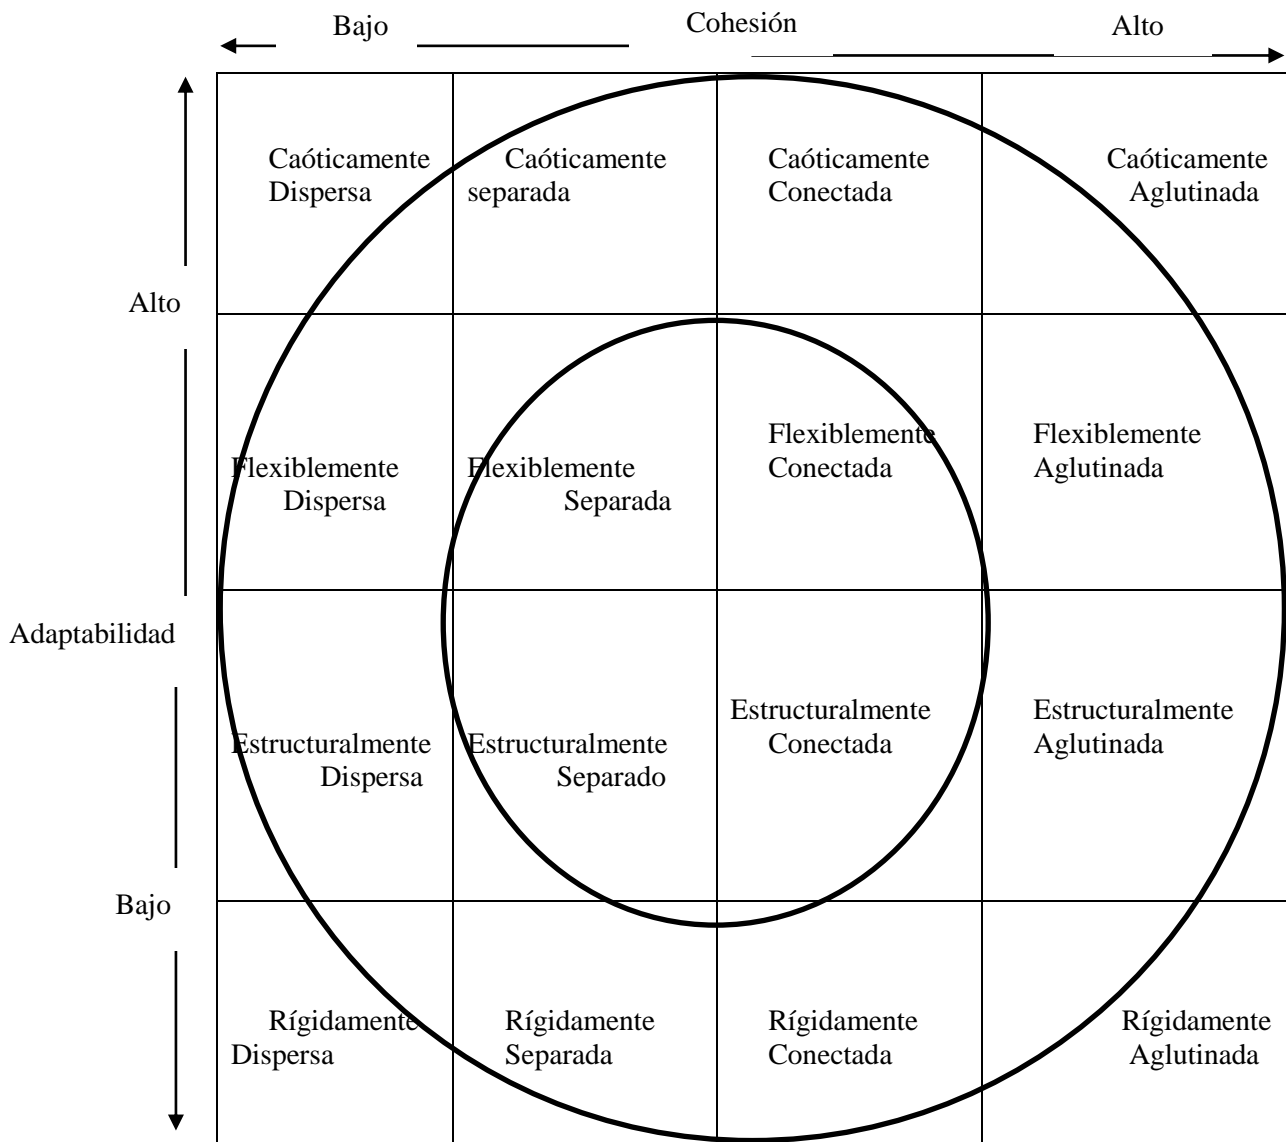 Bajo
Cohesión
Alto
Caóticamente
Dispersa
Caóticamente
separada
Caóticamente
Conectada
Caóticamente
Aglutinada
Alto
Flexiblemente
Dispersa
Flexiblemente
Separada
Flexiblemente
Conectada
Flexiblemente
Aglutinada
Adaptabilidad
Estructuralmente
Dispersa
Estructuralmente
Separado
Estructuralmente
Conectada
Estructuralmente
Aglutinada
Bajo
Rígidamente
Dispersa
Rígidamente
Separada
Rígidamente
Conectada
Rígidamente
Aglutinada